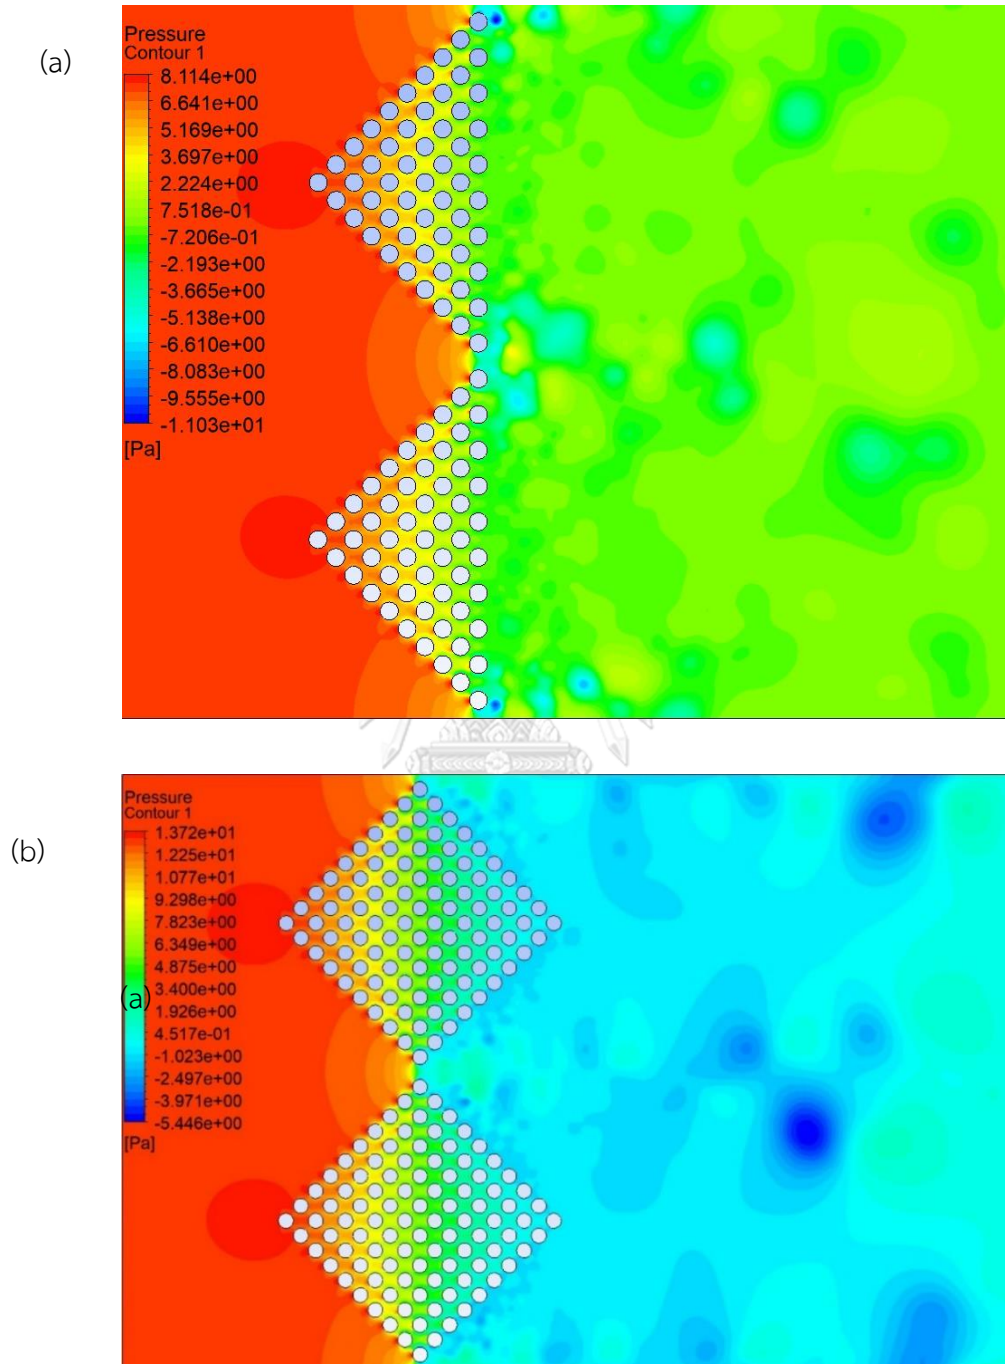 (a)
Pressure
Contour 1
8.114e+00
6.641e+00
5.169e+00
3.697e+00
2.224e+00
7.518e-01
-7.206e-01
-2.193e+00
-3.665e+00
-5.138e+00
-6.610e+00
-8.083e+00
-9.555e+00
-1.103e+01
[Pa]
(b)
Pressure
Contour 1
1.372e+01
1.225e+01
1.077e+01
9.298e+00
7.823e+00
6.349e+00
4.875e+00
3.400e+00
(a)
1.926e+00
4.517e-01
-1.023e+00
-2.497e+00
-3.971e+00
-5.446e+00
[Pa]